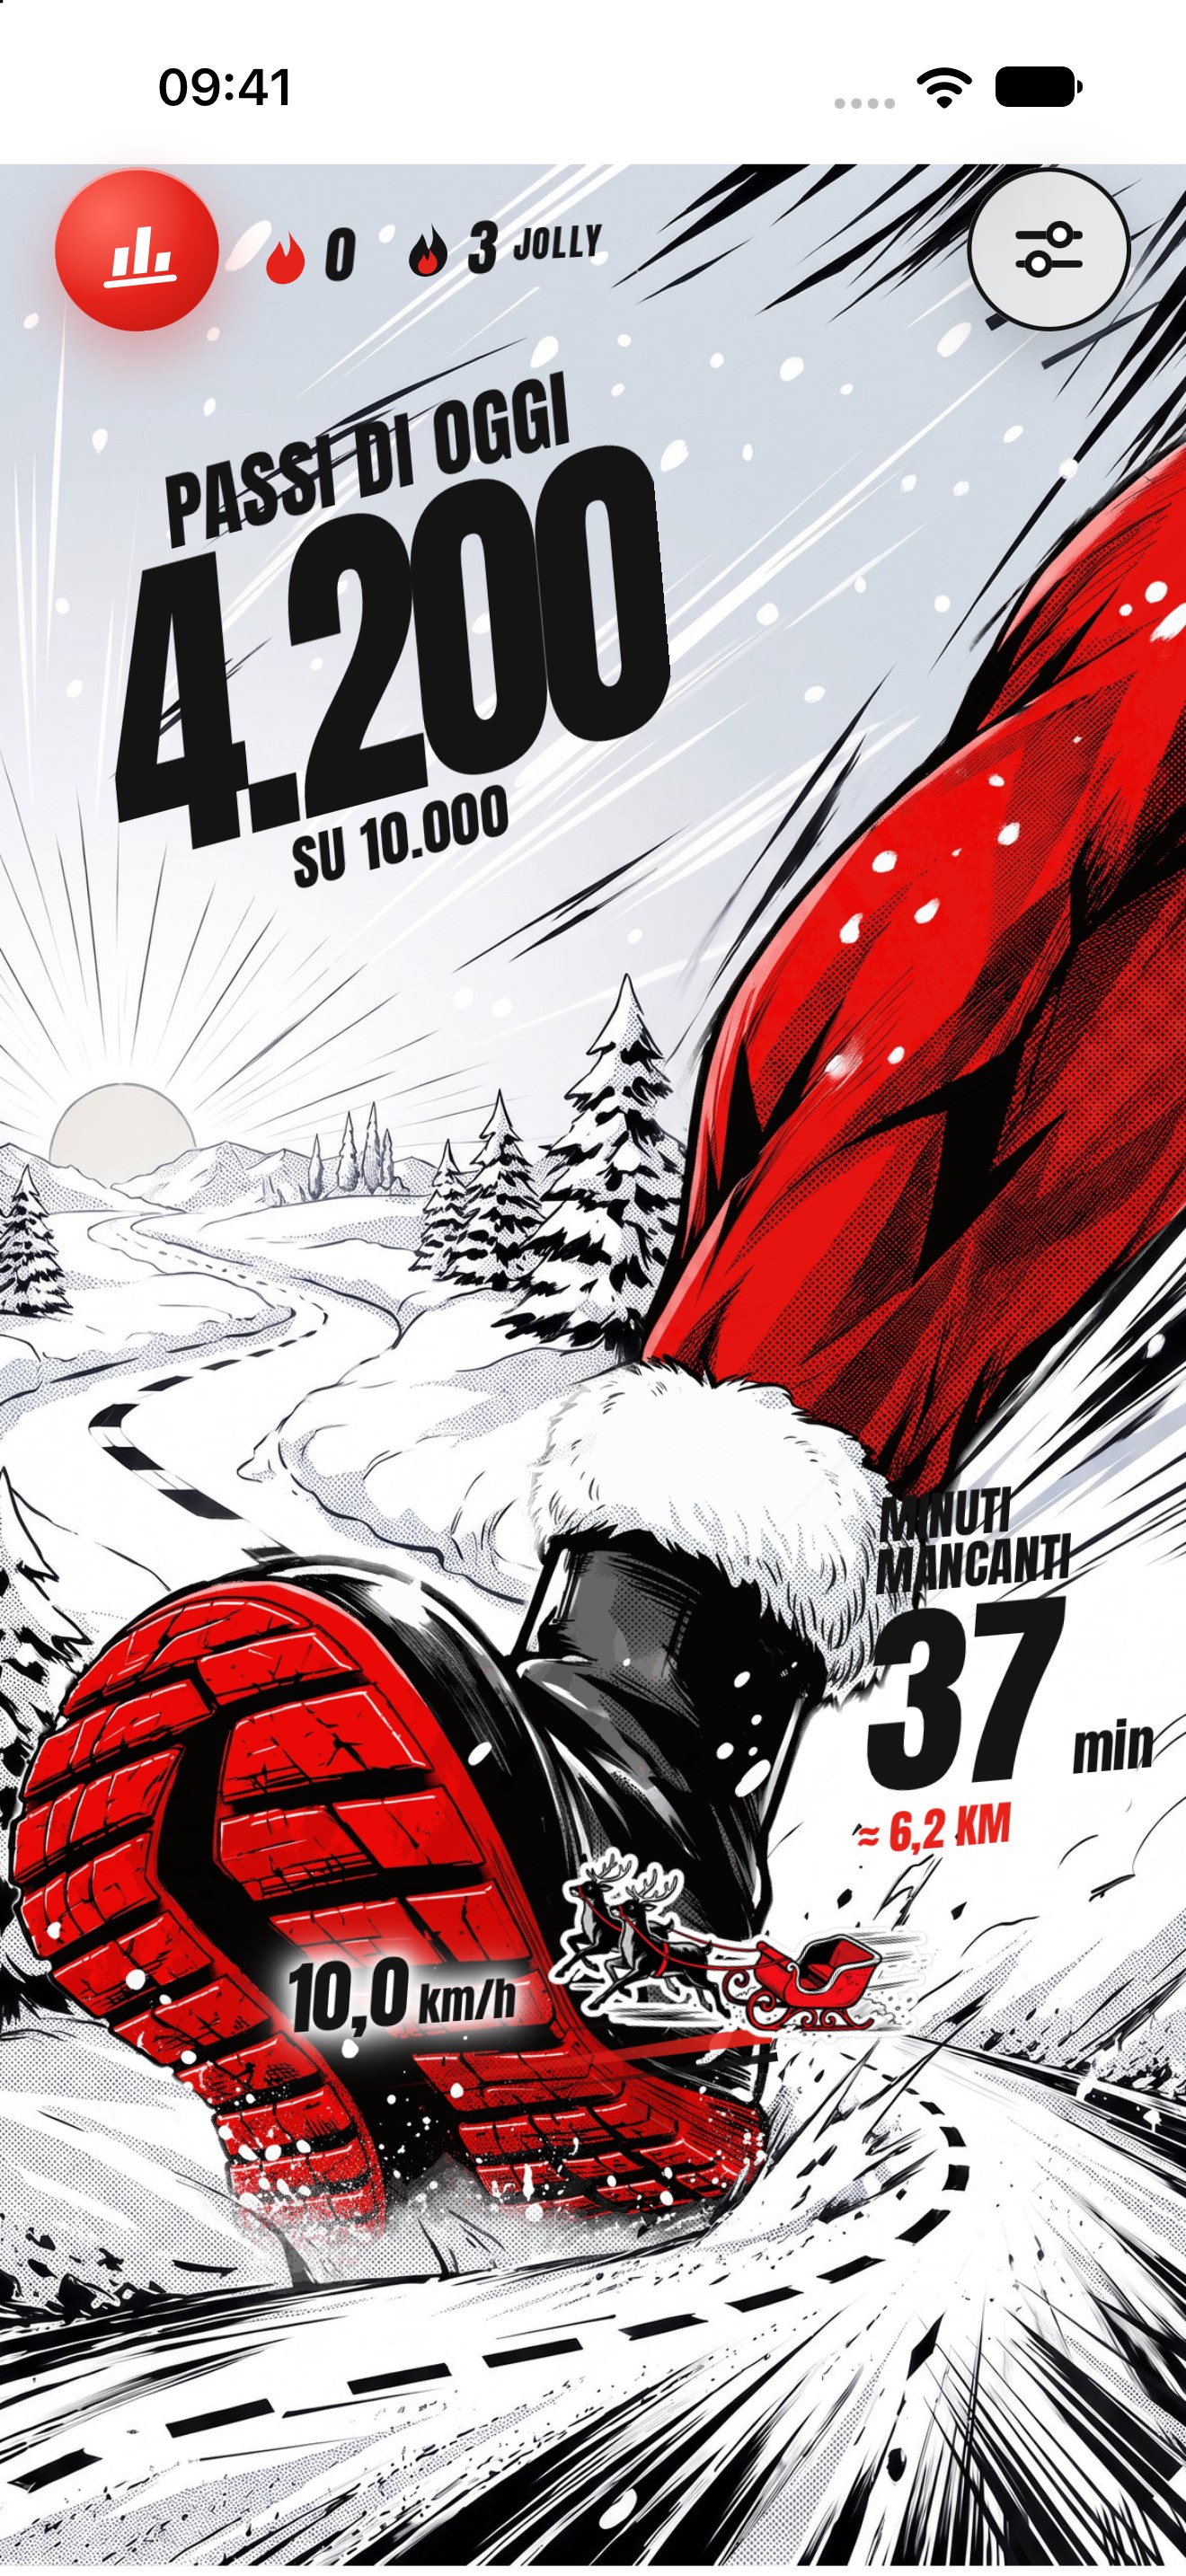 09:41
0 3 JOLLY
PASSI DI OGGI
4.200
SU 10.000
MINUTI
MANCANTI
37 min
≈ 6,2 KM
10,0 km/h